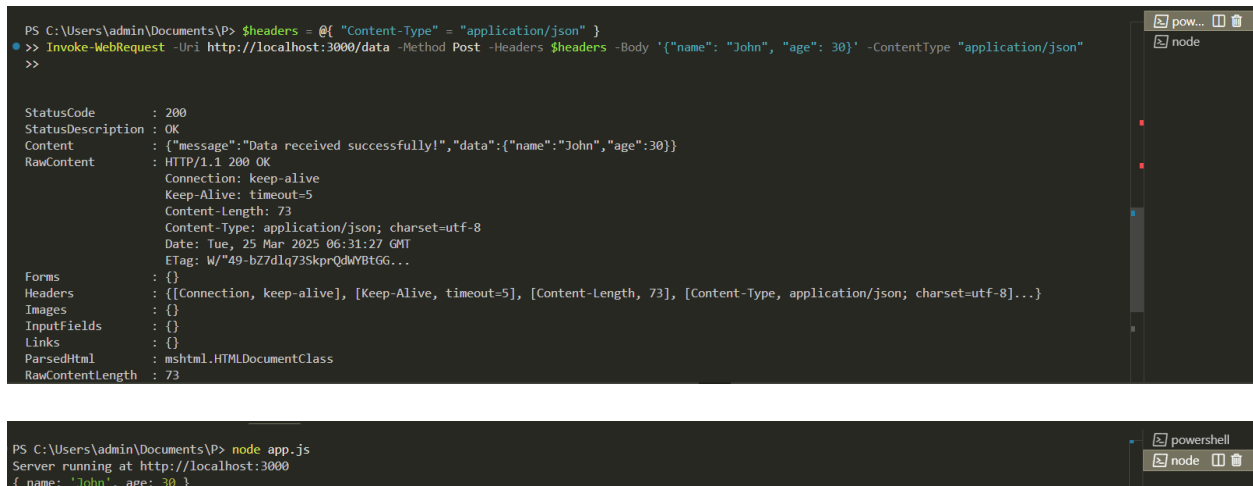 PS C:\Users\admin\Documents\P> $headers = @{ "Content-Type" = "application/json" }
>> Invoke-WebRequest -Uri http://localhost:3000/data -Method Post -Headers $headers -Body '{"name": "John", "age": 30}' -ContentType "application/json"
>>
StatusCode : 200
StatusDescription : OK
Content : {"message":"Data received successfully!","data":{"name":"John","age":30}}
RawContent : HTTP/1.1 200 OK
Connection: keep-alive
Keep-Alive: timeout=5
Content-Length: 73
Content-Type: application/json; charset=utf-8
Date: Tue, 25 Mar 2025 06:31:27 GMT
ETag: W/"49-bZ7dlq73SkprQdWYBtGG...
Forms : {}
Headers : {[Connection, keep-alive], [Keep-Alive, timeout=5], [Content-Length, 73], [Content-Type, application/json; charset=utf-8]...}
Images : {}
InputFields : {}
Links : {}
ParsedHtml : mshtml.HTMLDocumentClass
RawContentLength : 73
pow...
node
PS C:\Users\admin\Documents\P> node app.js
Server running at http://localhost:3000
{ name: 'John', age: 30 }
powershell
node